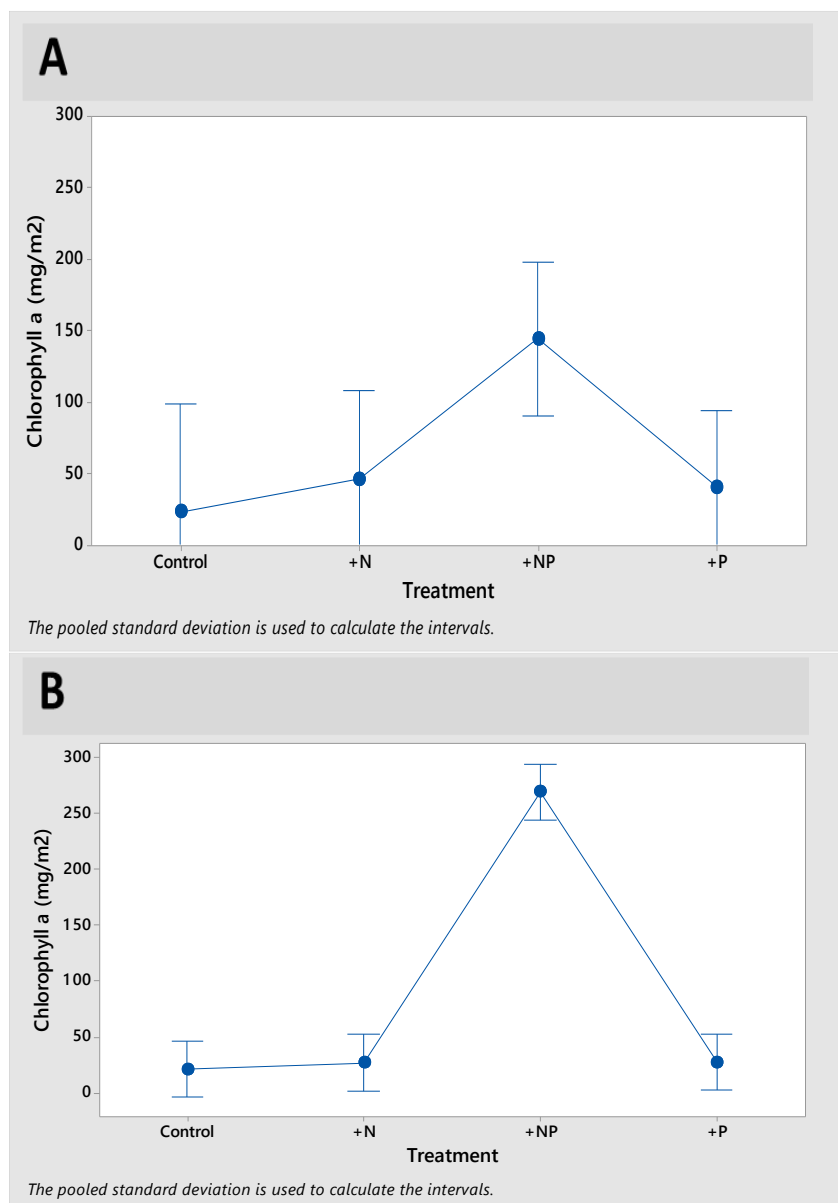 A
300
250
200
150
100
50
0
Chlorophyll a (mg/m2)
Control +N +NP +P
Treatment
The pooled standard deviation is used to calculate the intervals.
B
300
250
200
150
100
50
0
Chlorophyll a (mg/m2)
Control +N +NP +P
Treatment
The pooled standard deviation is used to calculate the intervals.